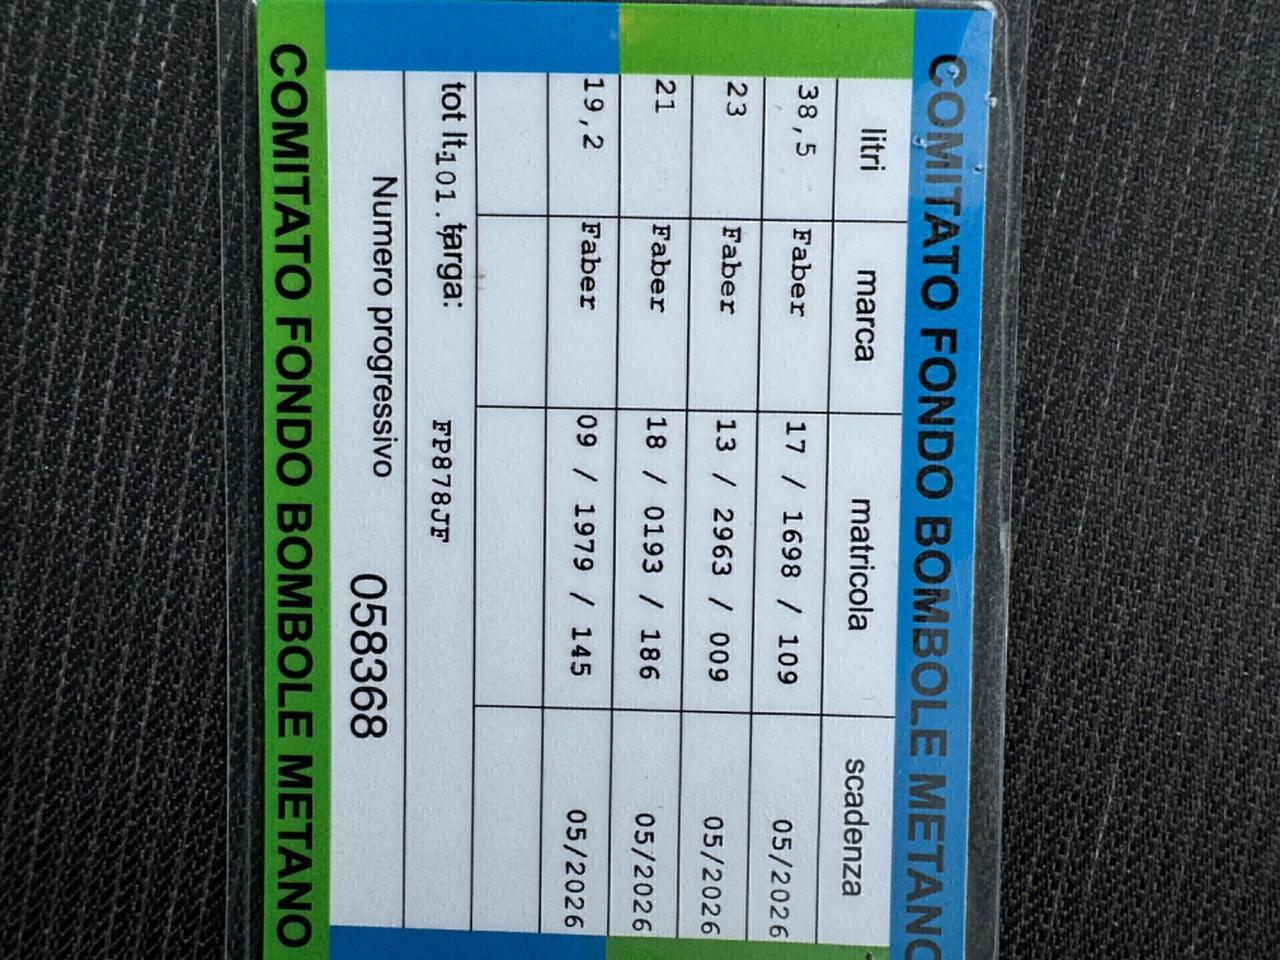 COMITATO FONDO BOMBOLE METANO
litri marca matricola scadenza
38,5 Faber 17 / 1698 / 109 05/2026
23 Faber 13 / 2963 / 009 05/2026
21 Faber 18 / 0193 / 186 05/2026
19,2 Faber 09 / 1979 / 145 05/2026
tot lt. 101. targa: FP878JF
Numero progressivo 058368
COMITATO FONDO BOMBOLE METANO